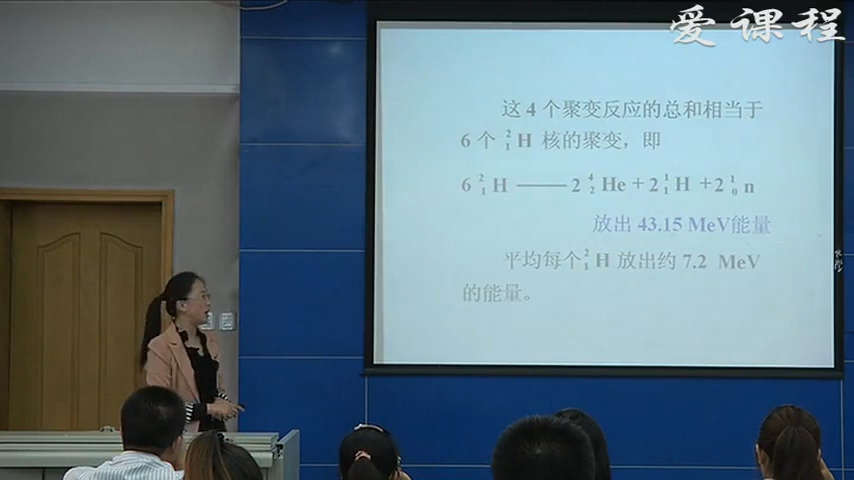 爱课程
这 4 个聚变反应的总和相当于
6 个 ²₁H 核的聚变，即
6 ²₁H —— 2 ⁴₂He + 2 ¹₁H + 2 ¹₀n
放出 43.15 MeV能量
平均每个 ²₁H 放出约 7.2 MeV
的能量。